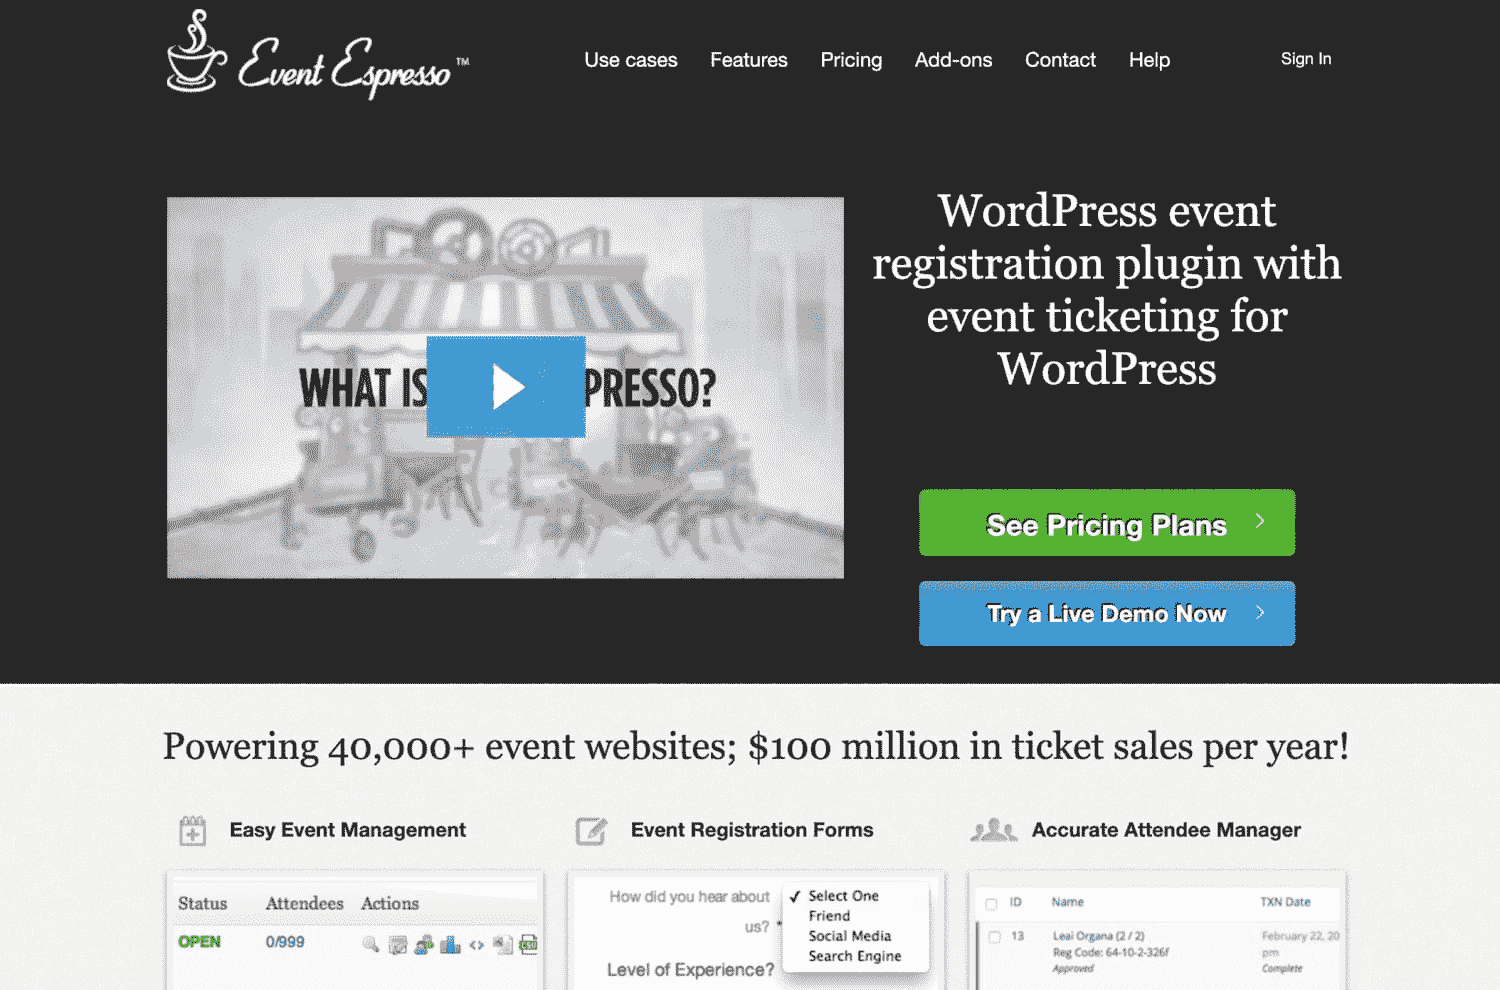 Event Espresso™
Use cases Features Pricing Add-ons Contact Help Sign In
WHAT IS PRESSO?
WordPress event
registration plugin with
event ticketing for
WordPress
See Pricing Plans
Try a Live Demo Now
Powering 40,000+ event websites; $100 million in ticket sales per year!
Easy Event Management
Status Attendees Actions
OPEN 0/999
CSV
Event Registration Forms
How did you hear about
us? *
✓ Select One
Friend
Social Media
Search Engine
Level of Experience?
Accurate Attendee Manager
ID Name TXN Date
13 Leai Organa (2 / 2) February 22, 20
Reg Code: 64-10-2-326f pm
Approved Complete